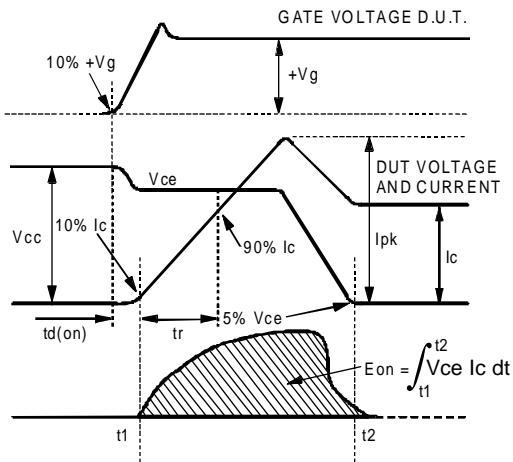 GATE VOLTAGE D.U.T.
10% +Vg
+Vg
DUT VOLTAGE
AND CURRENT
Vce
10% Ic
90% Ic
Vcc
Ipk
Ic
5% Vce
td(on)
tr
Eon = ∫ Vce Ic dt
t2
t1
t1
t2